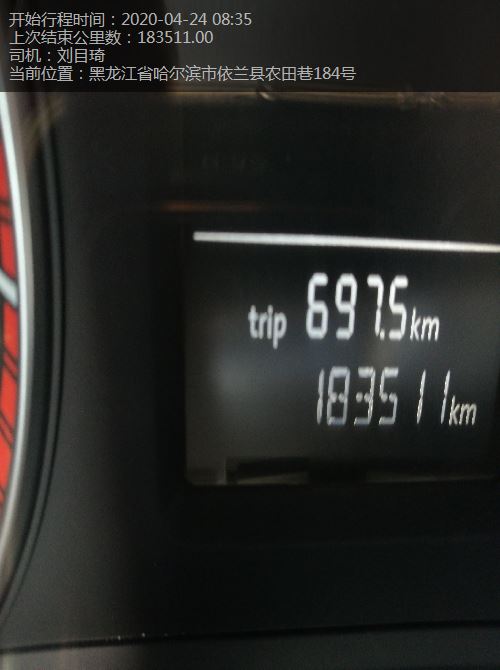 开始行程时间：2020-04-24 08:35
上次结束公里数：183511.00
司机：刘目琦
当前位置：黑龙江省哈尔滨市依兰县农田巷184号
trip 697.5km
183511km